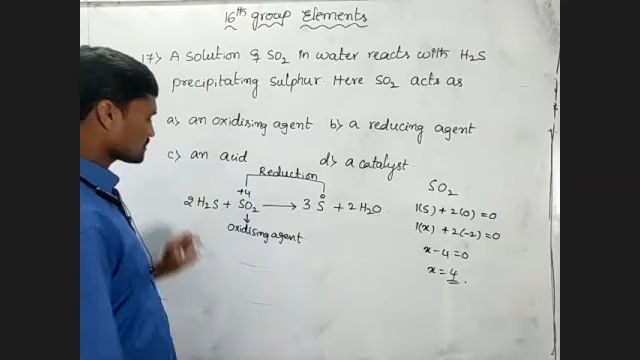 16th group Elements
17) A solution of SO2 in water reacts with H2S
precipitating sulphur. Here SO2 acts as
a) an oxidising agent b) a reducing agent
c) an acid d) a catalyst.
Reduction
+4 0
2H2S + SO2 → 3 S + 2H2O
↓
Oxidising agent
SO2
1(S) + 2(O) = 0
1(x) + 2(-2) = 0
x - 4 = 0
x = 4.